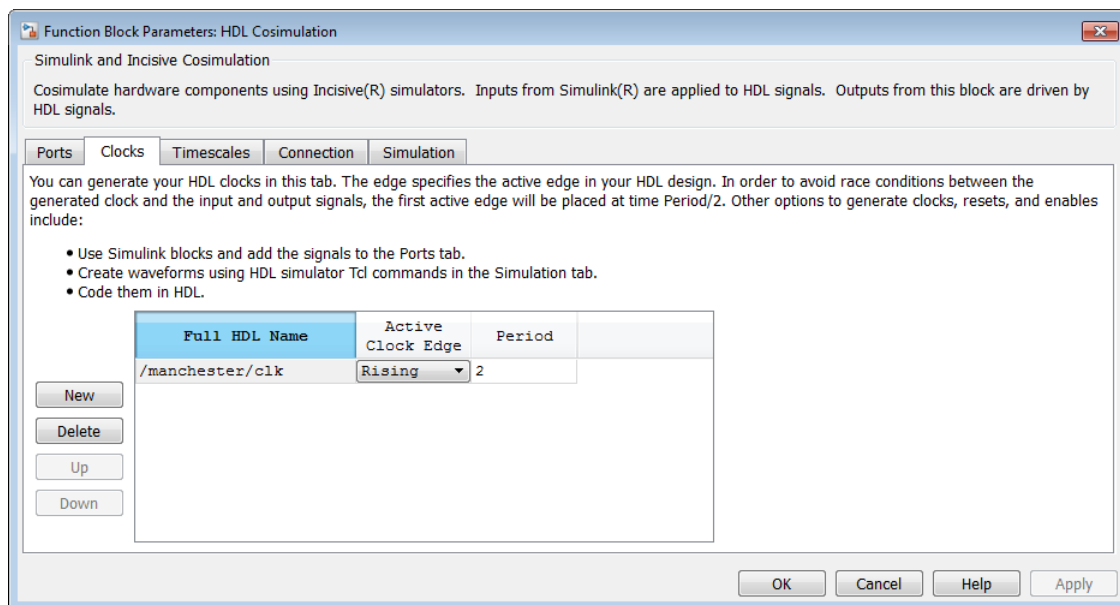 Function Block Parameters: HDL Cosimulation
Simulink and Incisive Cosimulation
Cosimulate hardware components using Incisive(R) simulators.  Inputs from Simulink(R) are applied to HDL signals.  Outputs from this block are driven by
HDL signals.
Ports Clocks Timescales Connection Simulation
You can generate your HDL clocks in this tab. The edge specifies the active edge in your HDL design. In order to avoid race conditions between the
generated clock and the input and output signals, the first active edge will be placed at time Period/2. Other options to generate clocks, resets, and enables
include:
• Use Simulink blocks and add the signals to the Ports tab.
• Create waveforms using HDL simulator Tcl commands in the Simulation tab.
• Code them in HDL.
Full HDL Name Active Clock Edge Period
/manchester/clk Rising 2
New
Delete
Up
Down
OK Cancel Help Apply